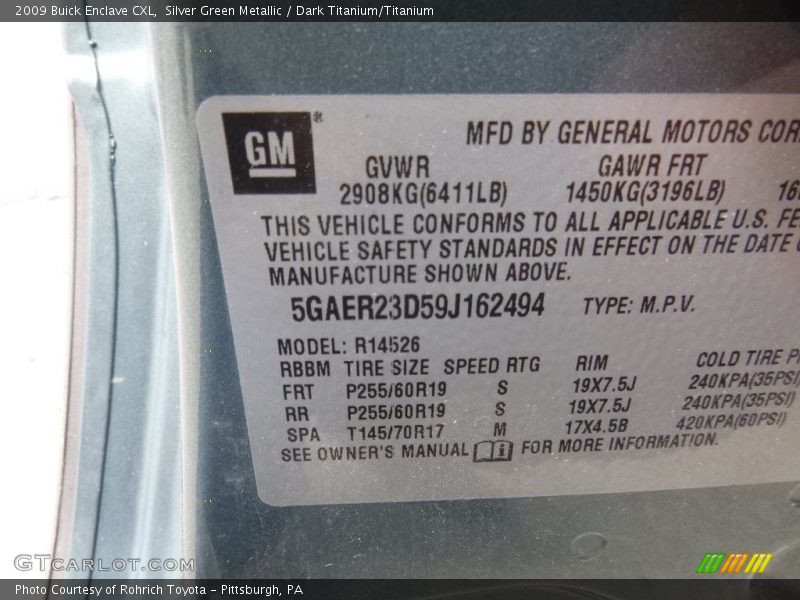 2009 Buick Enclave CXL, Silver Green Metallic / Dark Titanium/Titanium
GM
MFD BY GENERAL MOTORS COR
GVWR GAWR FRT
2908KG(6411LB) 1450KG(3196LB)
THIS VEHICLE CONFORMS TO ALL APPLICABLE U.S. FE
VEHICLE SAFETY STANDARDS IN EFFECT ON THE DATE
MANUFACTURE SHOWN ABOVE.
5GAER23D59J162494 TYPE: M.P.V.
MODEL: R14526
RBBM TIRE SIZE SPEED RTG RIM COLD TIRE P
FRT P255/60R19 S 19X7.5J 240KPA(35PSI)
RR P255/60R19 S 19X7.5J 240KPA(35PSI)
SPA T145/70R17 M 17X4.5B 420KPA(60PSI)
SEE OWNER'S MANUAL i FOR MORE INFORMATION.
GTCARLOT.COM
Photo Courtesy of Rohrich Toyota - Pittsburgh, PA